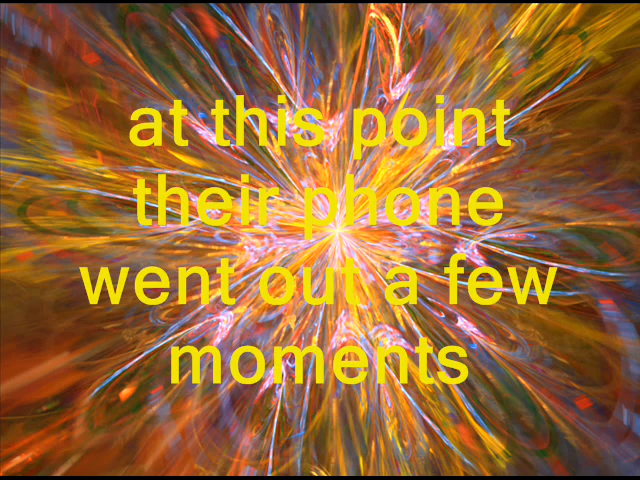 at this point
their phone
went out a few
moments